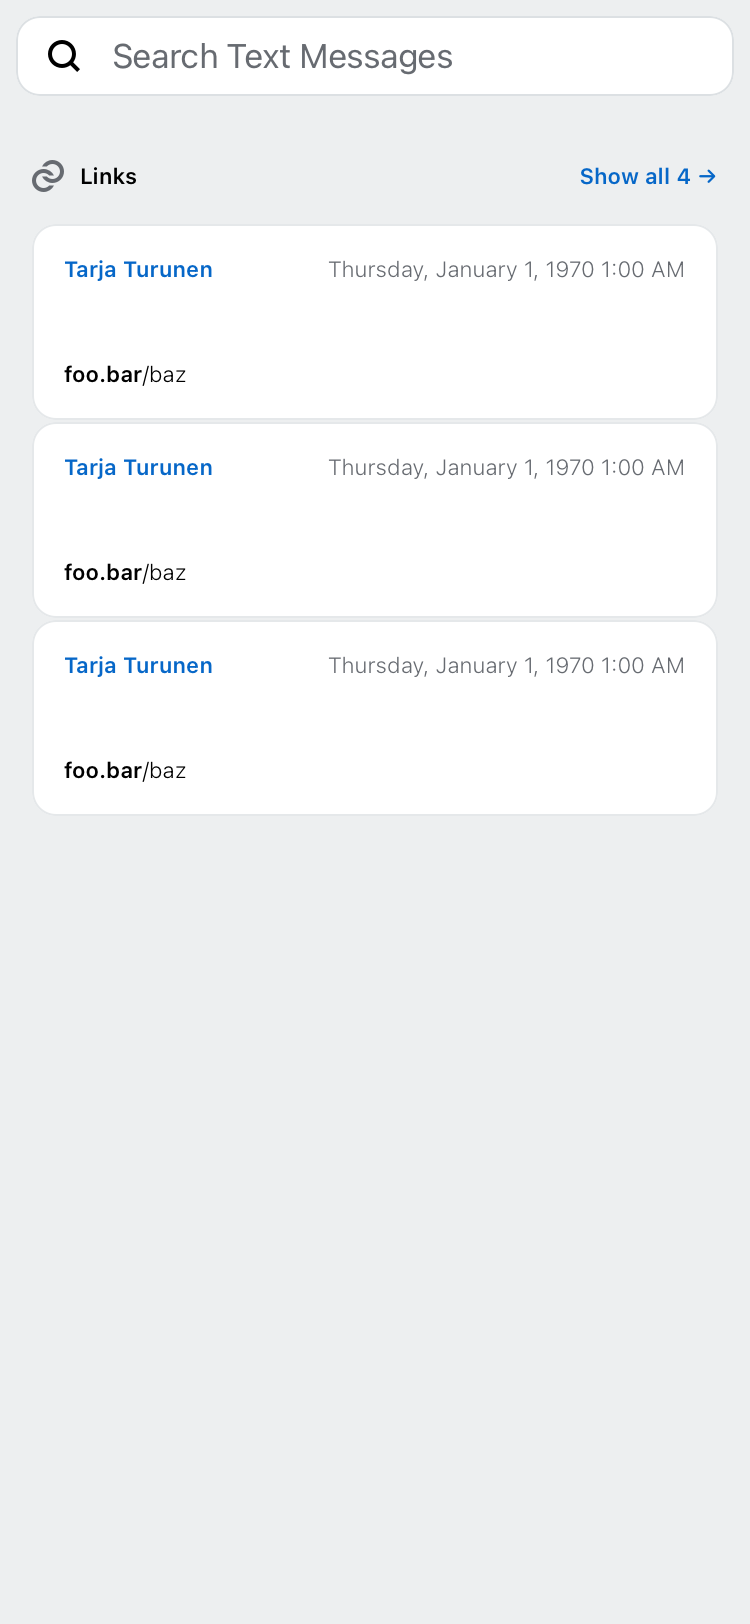 Search Text Messages
Links Show all 4 →
Tarja Turunen Thursday, January 1, 1970 1:00 AM
foo.bar/baz
Tarja Turunen Thursday, January 1, 1970 1:00 AM
foo.bar/baz
Tarja Turunen Thursday, January 1, 1970 1:00 AM
foo.bar/baz